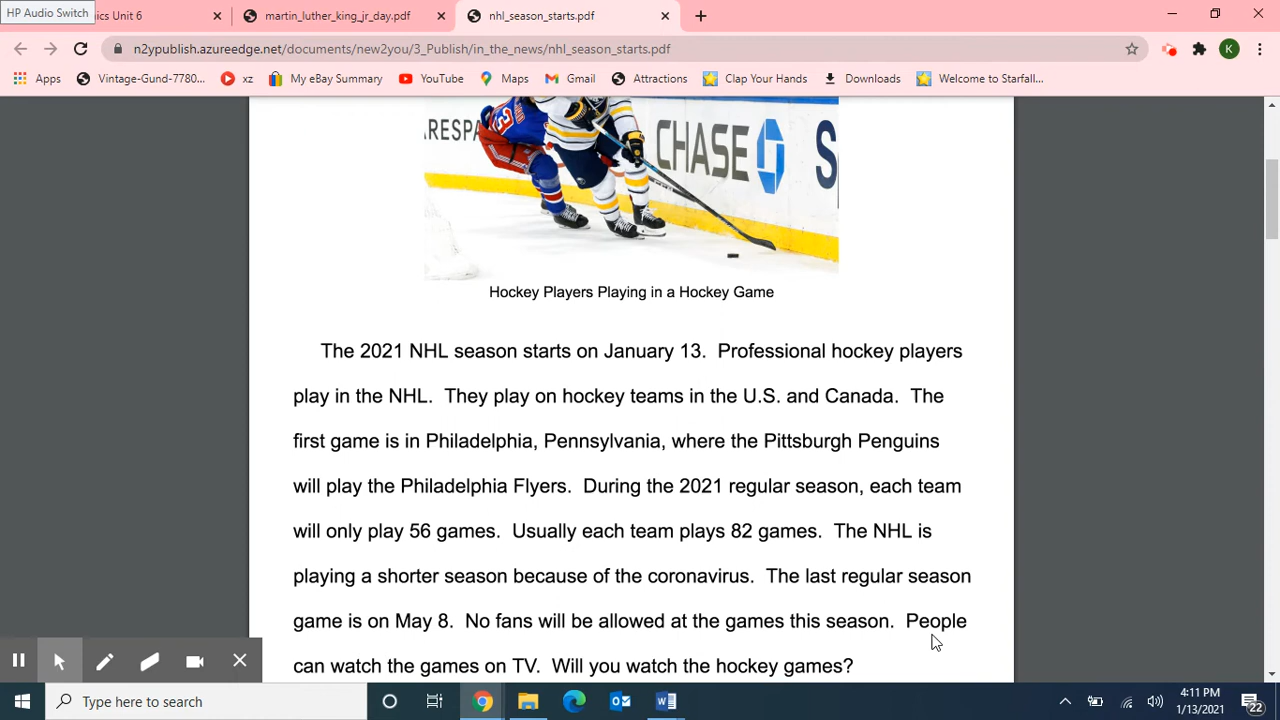 HP Audio Switch
ics Unit 6
martin_luther_king_jr_day.pdf
nhl_season_starts.pdf
n2ypublish.azureedge.net/documents/new2you/3_Publish/in_the_news/nhl_season_starts.pdf
K
Apps
Vintage-Gund-7780...
xz
My eBay Summary
YouTube
Maps
Gmail
Attractions
Clap Your Hands
Downloads
Welcome to Starfall...
CHASE
S
Hockey Players Playing in a Hockey Game
The 2021 NHL season starts on January 13. Professional hockey players
play in the NHL. They play on hockey teams in the U.S. and Canada. The
first game is in Philadelphia, Pennsylvania, where the Pittsburgh Penguins
will play the Philadelphia Flyers. During the 2021 regular season, each team
will only play 56 games. Usually each team plays 82 games. The NHL is
playing a shorter season because of the coronavirus. The last regular season
game is on May 8. No fans will be allowed at the games this season. People
can watch the games on TV. Will you watch the hockey games?
Type here to search
4:11 PM
1/13/2021
22